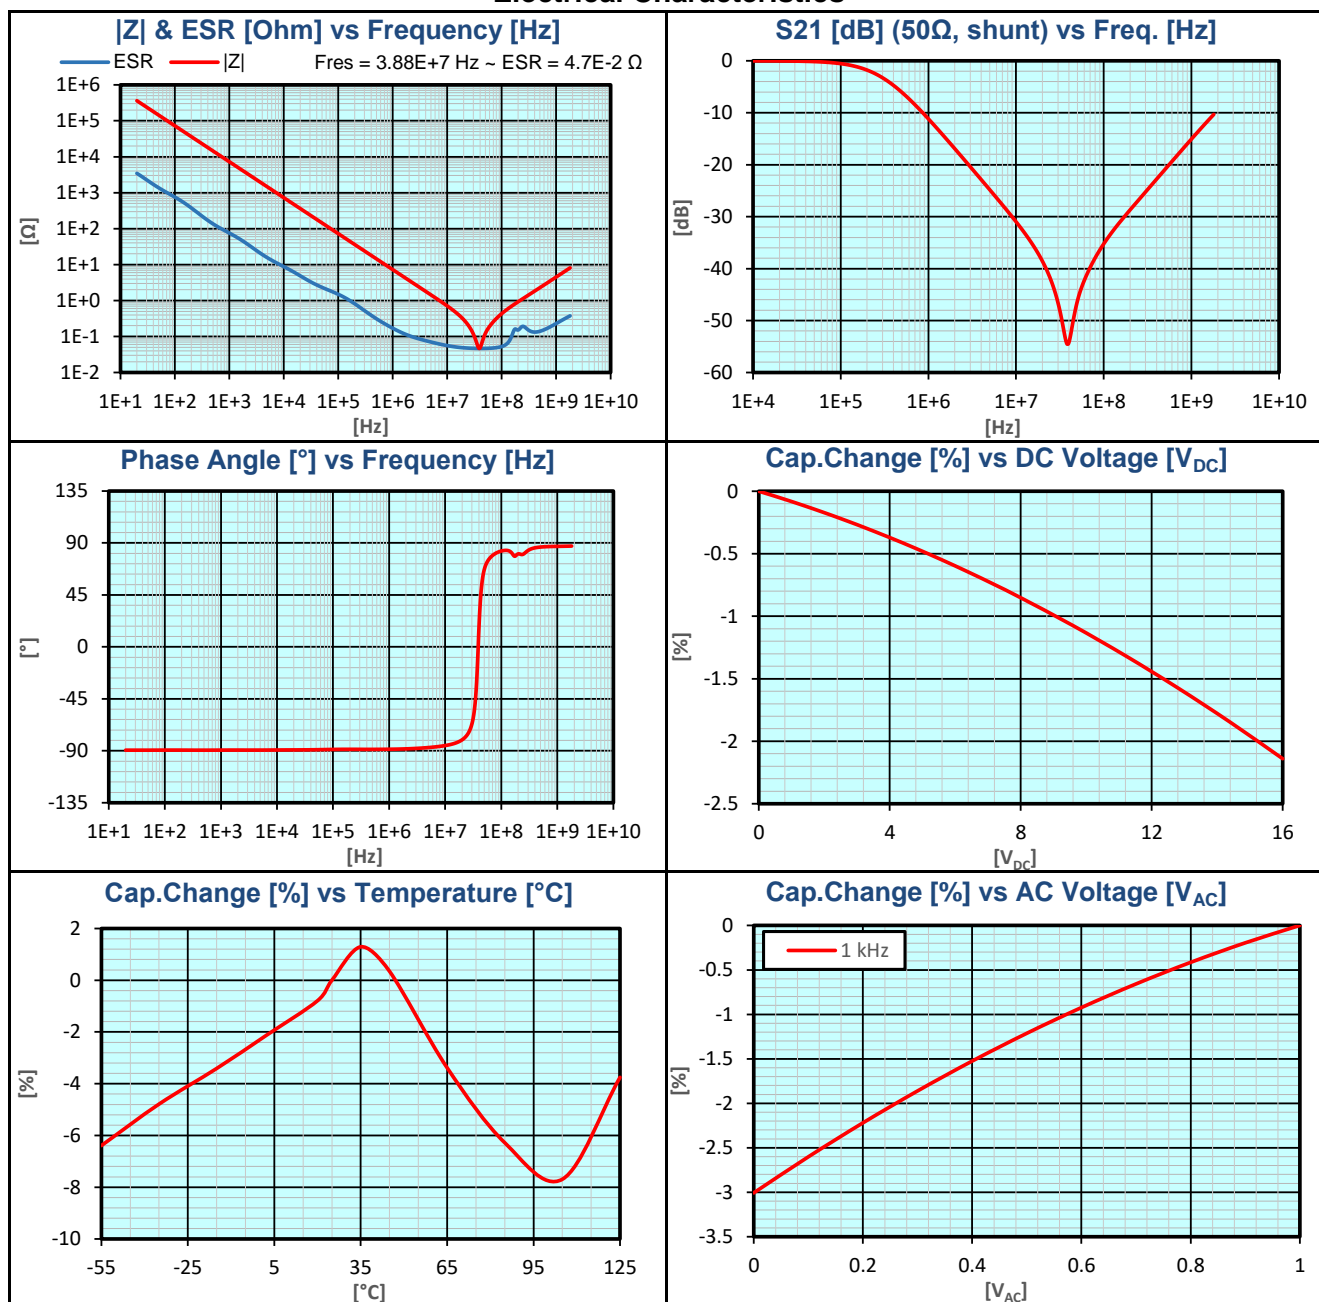 |Z| & ESR [Ohm] vs Frequency [Hz]
ESR |Z| Fres = 3.88E+7 Hz ~ ESR = 4.7E-2 Ω
1E+6
1E+5
1E+4
1E+3
1E+2
1E+1
1E+0
1E-1
1E-2
[Ω]
1E+1 1E+2 1E+3 1E+4 1E+5 1E+6 1E+7 1E+8 1E+9 1E+10
[Hz]
S21 [dB] (50Ω, shunt) vs Freq. [Hz]
0
-10
-20
-30
-40
-50
-60
[dB]
1E+4 1E+5 1E+6 1E+7 1E+8 1E+9 1E+10
[Hz]
Phase Angle [°] vs Frequency [Hz]
135
90
45
0
-45
-90
-135
[°]
1E+1 1E+2 1E+3 1E+4 1E+5 1E+6 1E+7 1E+8 1E+9 1E+10
[Hz]
Cap.Change [%] vs DC Voltage [VDC]
0
-0.5
-1
-1.5
-2
-2.5
[%]
0 4 8 12 16
[VDC]
Cap.Change [%] vs Temperature [°C]
2
0
-2
-4
-6
-8
-10
[%]
-55 -25 5 35 65 95 125
[°C]
Cap.Change [%] vs AC Voltage [VAC]
1 kHz
0
-0.5
-1
-1.5
-2
-2.5
-3
-3.5
[%]
0 0.2 0.4 0.6 0.8 1
[VAC]